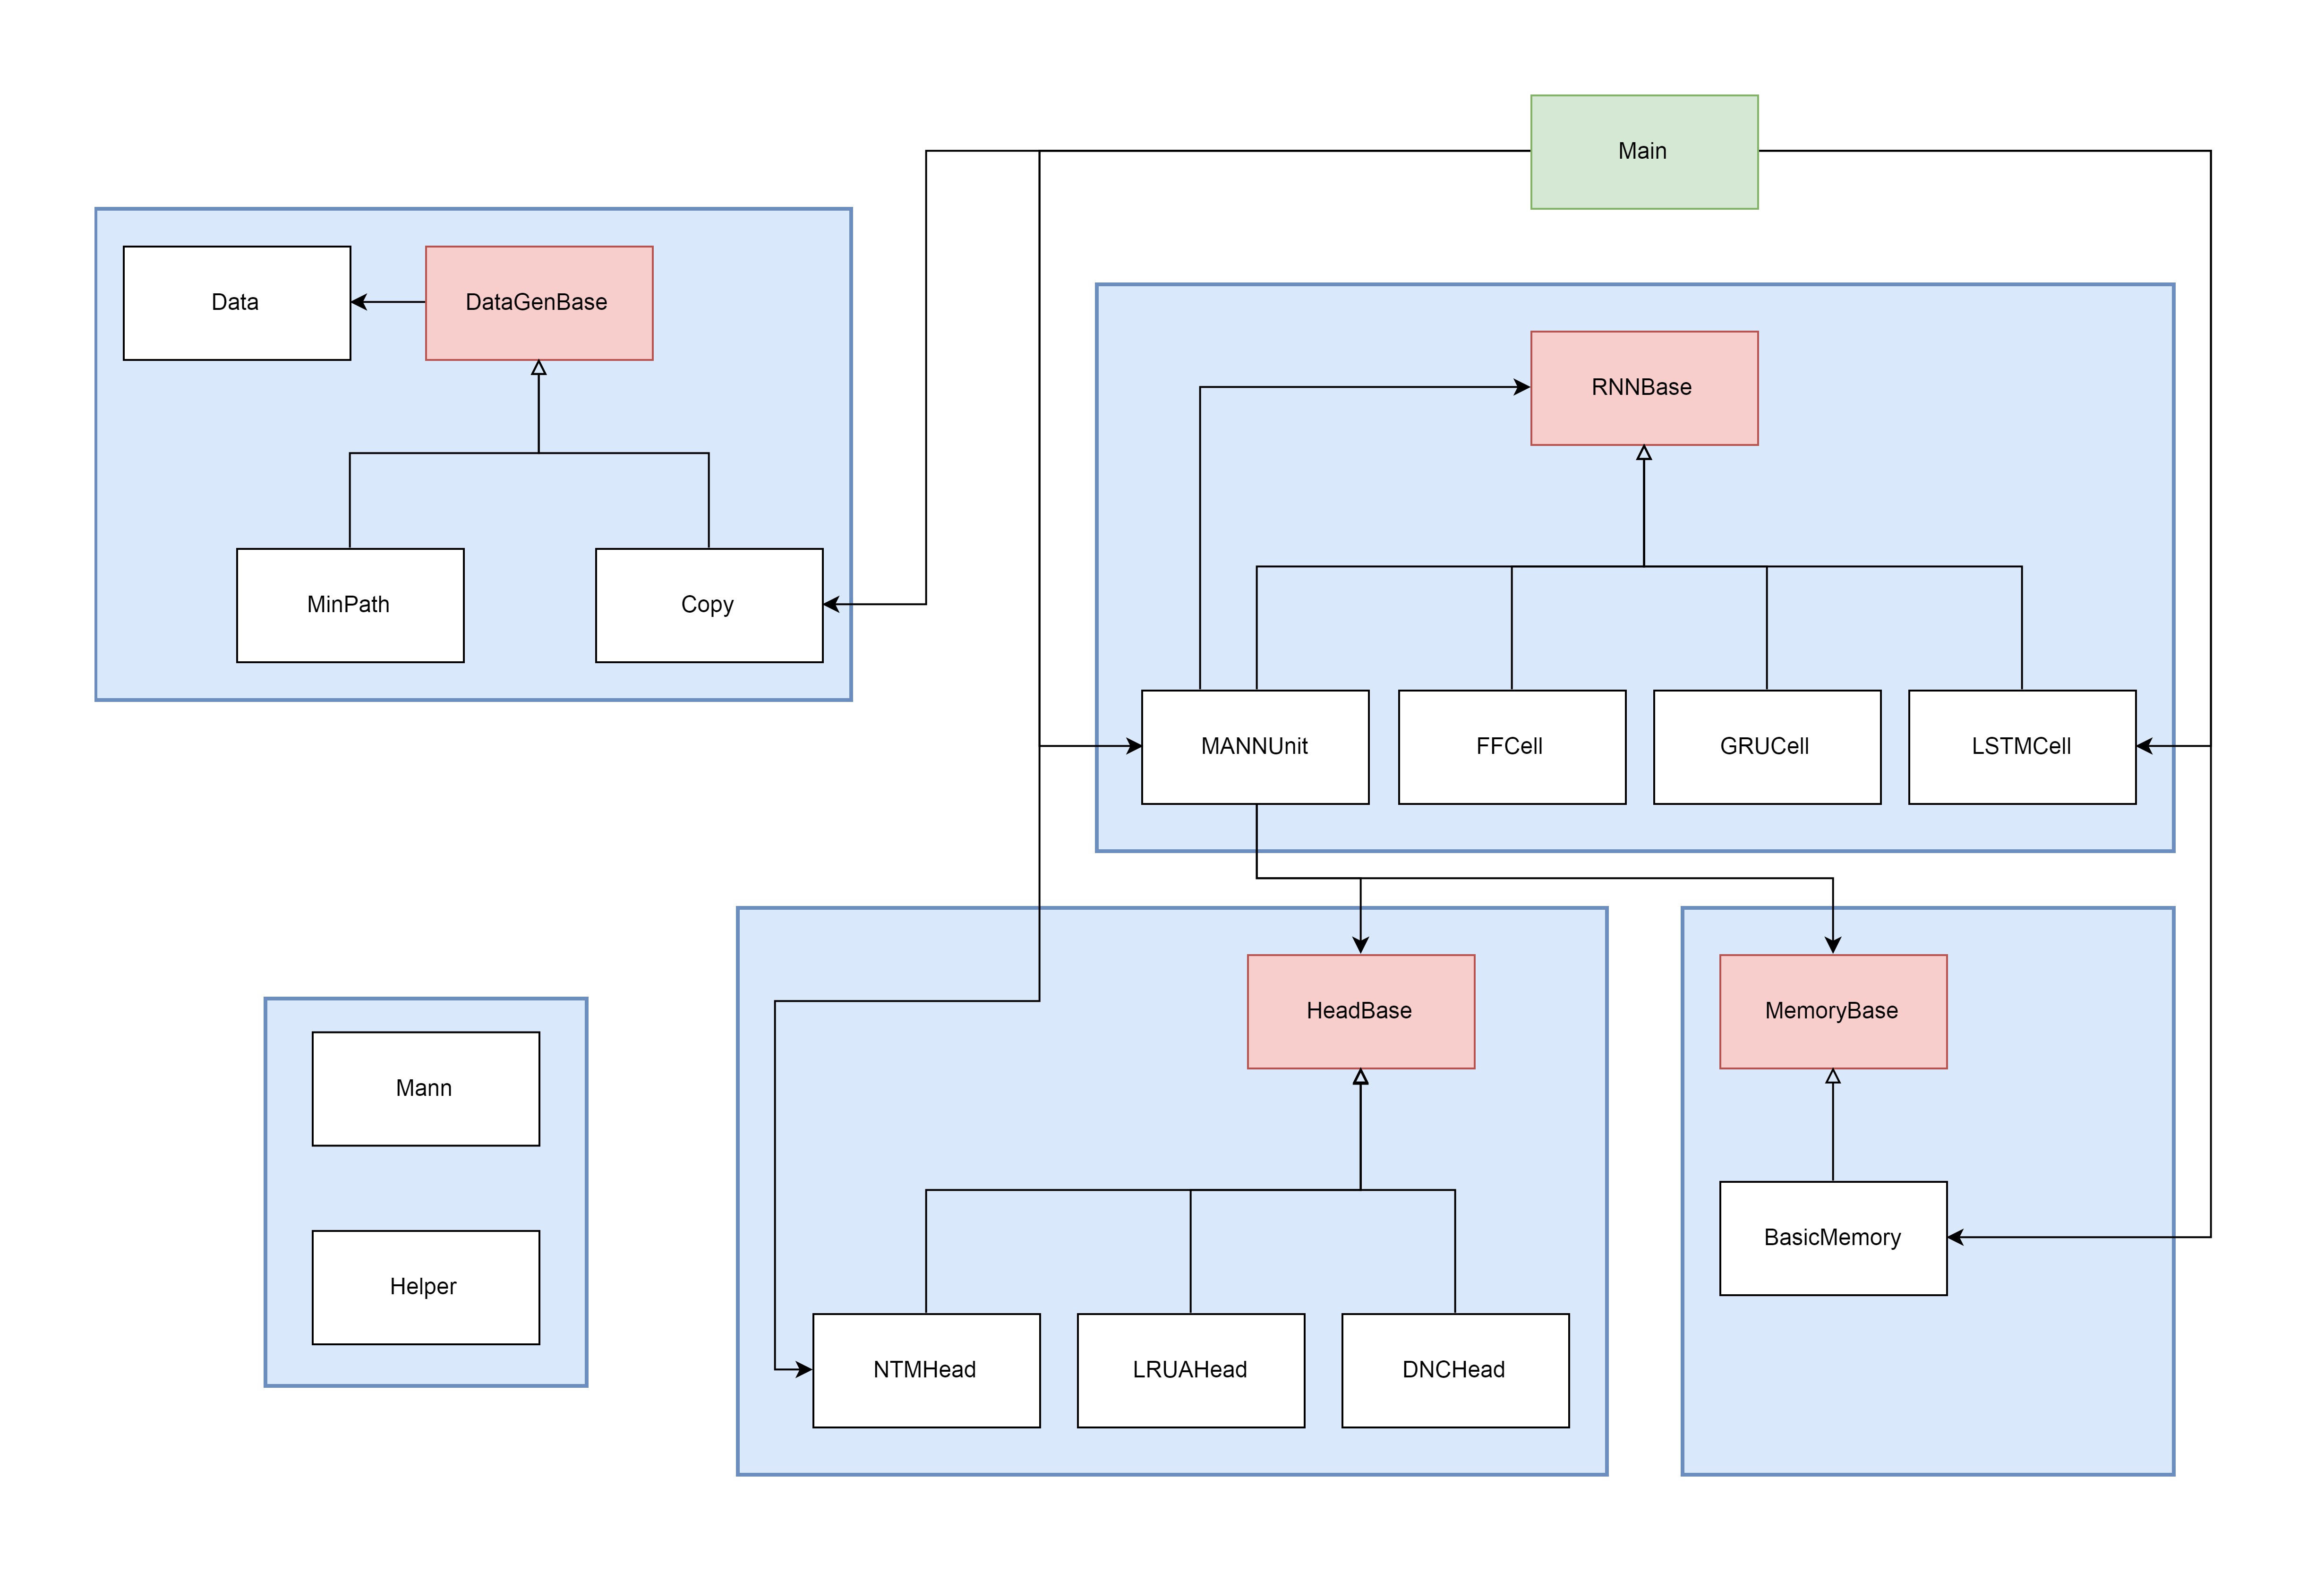 Main
Data
DataGenBase
RNNBase
MinPath
Copy
MANNUnit
FFCell
GRUCell
LSTMCell
HeadBase
MemoryBase
Mann
BasicMemory
Helper
NTMHead
LRUAHead
DNCHead